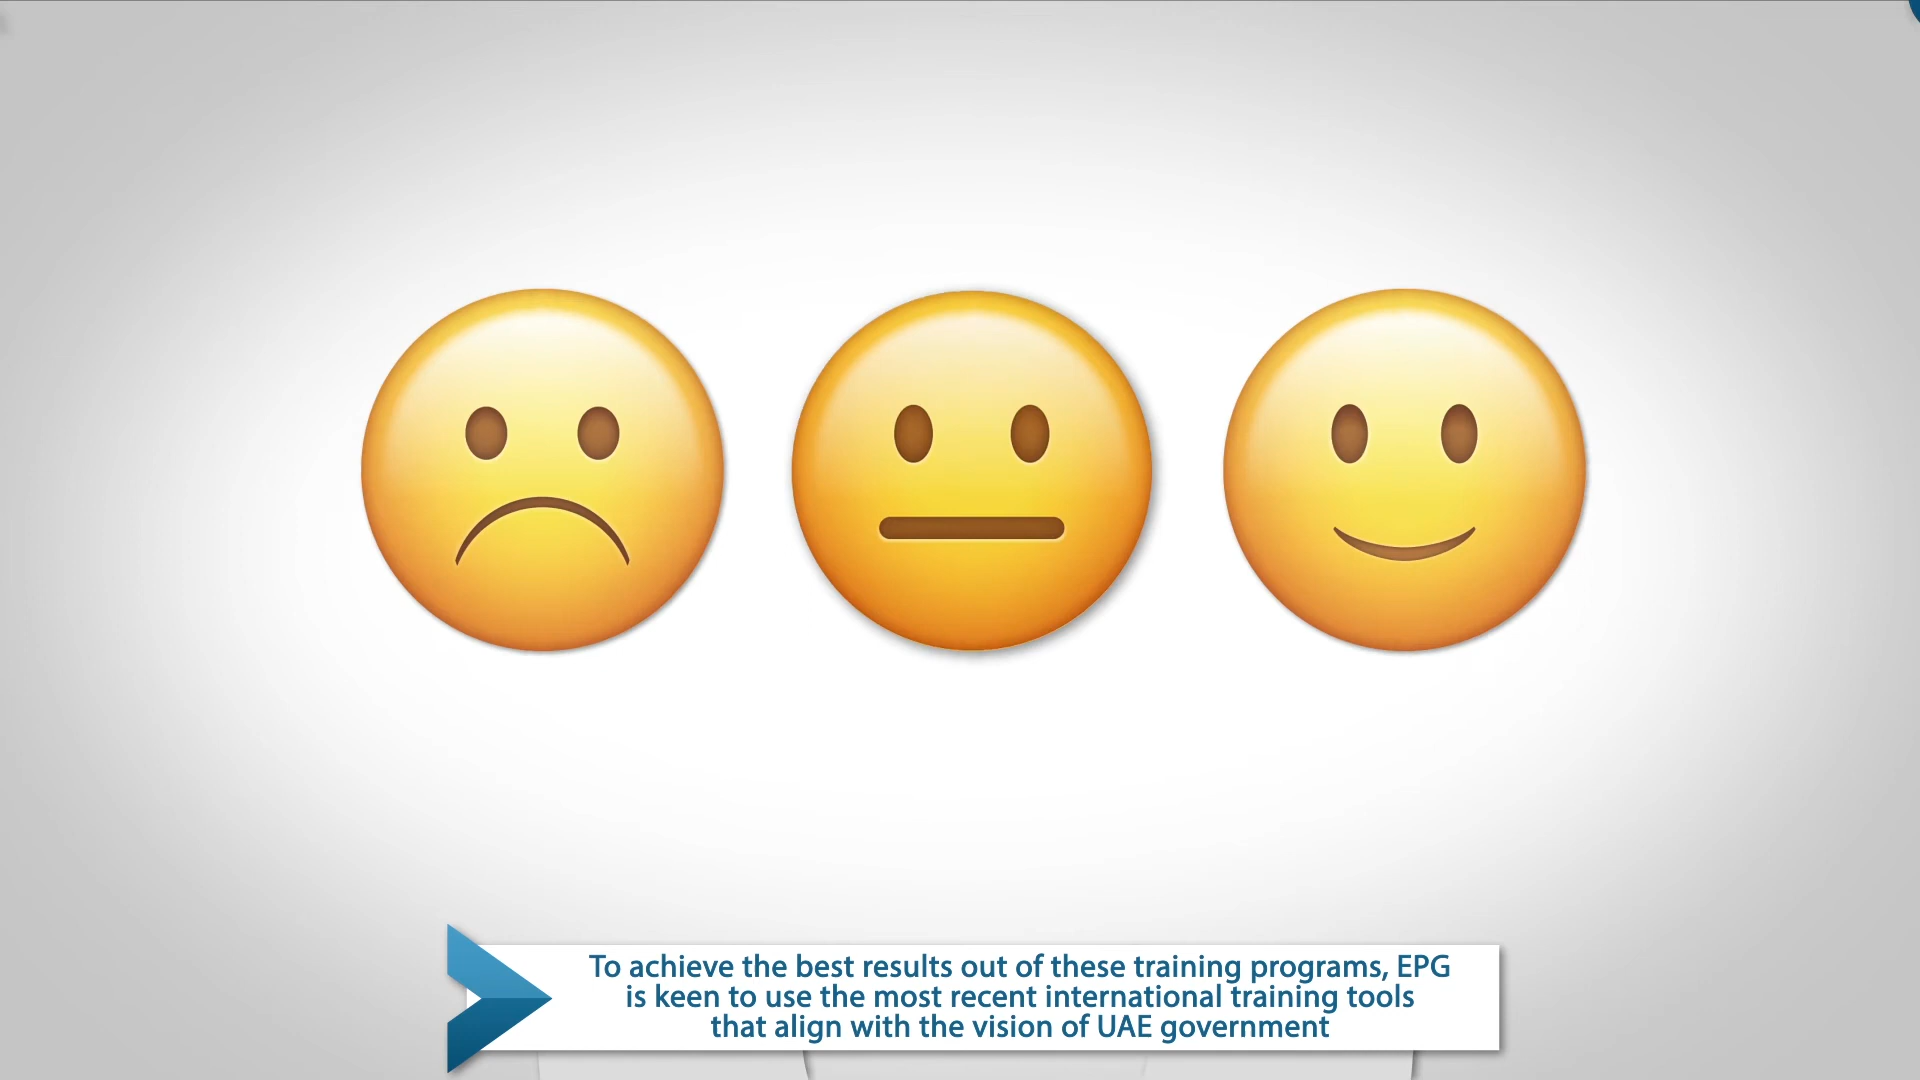 To achieve the best results out of these training programs, EPG
is keen to use the most recent international training tools
that align with the vision of UAE government